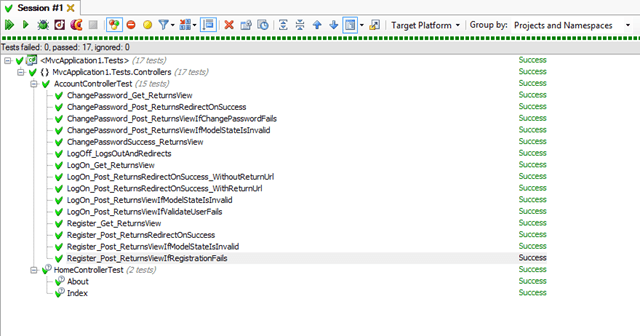 Session #1
Target Platform Group by: Projects and Namespaces
Tests failed: 0, passed: 17, ignored: 0
<MvcApplication1.Tests> (17 tests) Success
{} MvcApplication1.Tests.Controllers (17 tests) Success
AccountControllerTest (15 tests) Success
ChangePassword_Get_ReturnsView Success
ChangePassword_Post_ReturnsRedirectOnSuccess Success
ChangePassword_Post_ReturnsViewIfChangePasswordFails Success
ChangePassword_Post_ReturnsViewIfModelStateIsInvalid Success
ChangePasswordSuccess_ReturnsView Success
LogOff_LogsOutAndRedirects Success
LogOn_Get_ReturnsView Success
LogOn_Post_ReturnsRedirectOnSuccess_WithoutReturnUrl Success
LogOn_Post_ReturnsRedirectOnSuccess_WithReturnUrl Success
LogOn_Post_ReturnsViewIfModelStateIsInvalid Success
LogOn_Post_ReturnsViewIfValidateUserFails Success
Register_Get_ReturnsView Success
Register_Post_ReturnsRedirectOnSuccess Success
Register_Post_ReturnsViewIfModelStateIsInvalid Success
Register_Post_ReturnsViewIfRegistrationFails Success
HomeControllerTest (2 tests) Success
About Success
Index Success